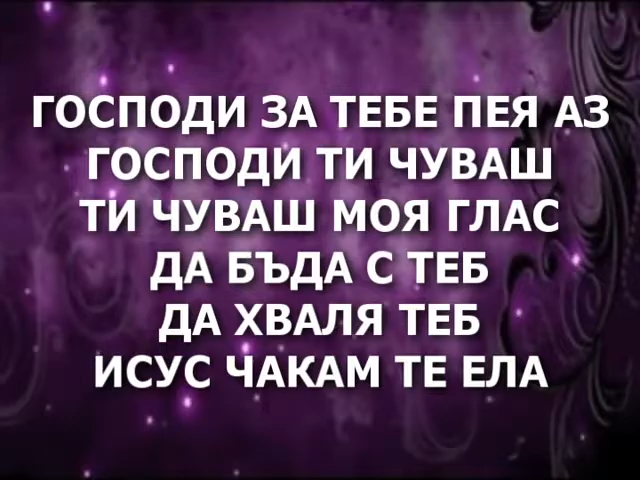 ГОСПОДИ ЗА ТЕБЕ ПЕЯ АЗ
ГОСПОДИ ТИ ЧУВАШ
ТИ ЧУВАШ МОЯ ГЛАС
ДА БЪДА С ТЕБ
ДА ХВАЛЯ ТЕБ
ИСУС ЧАКАМ ТЕ ЕЛА